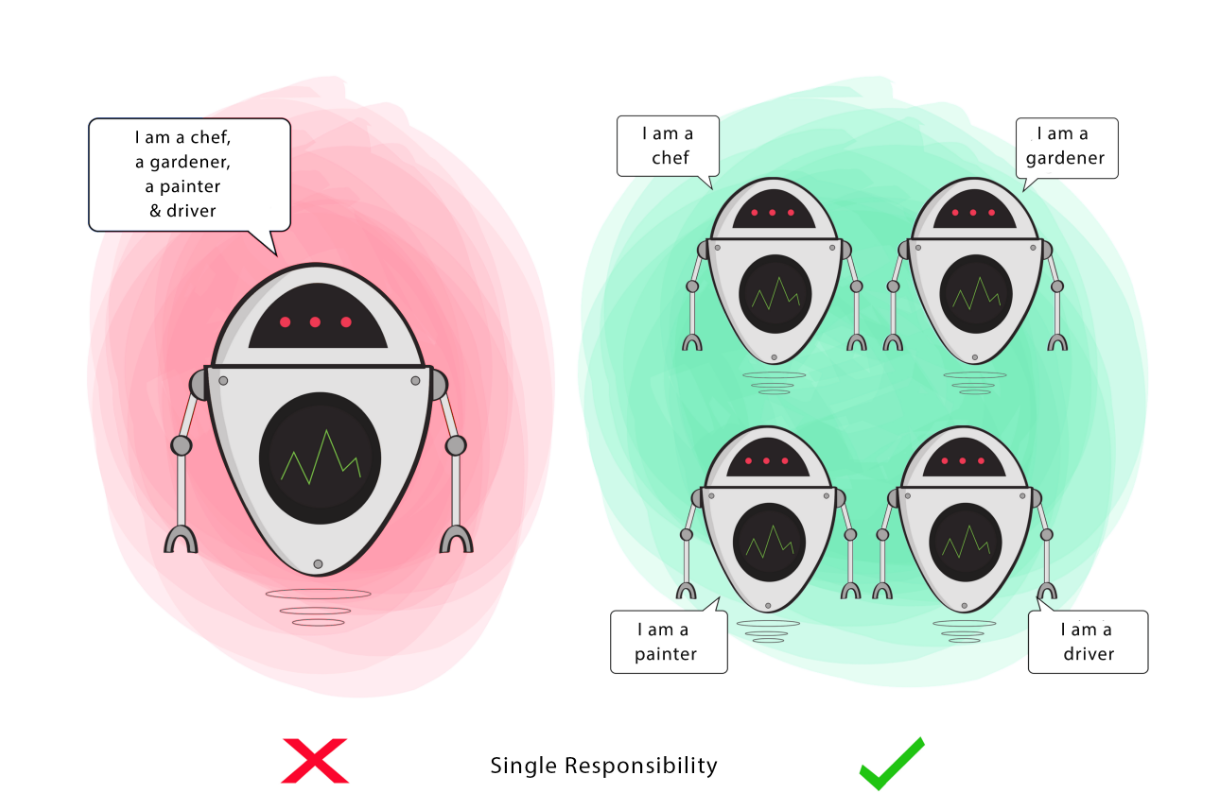 I am a chef,
a gardener,
a painter
& driver
I am a
chef
I am a
gardener
I am a
painter
I am a
driver
Single Responsibility